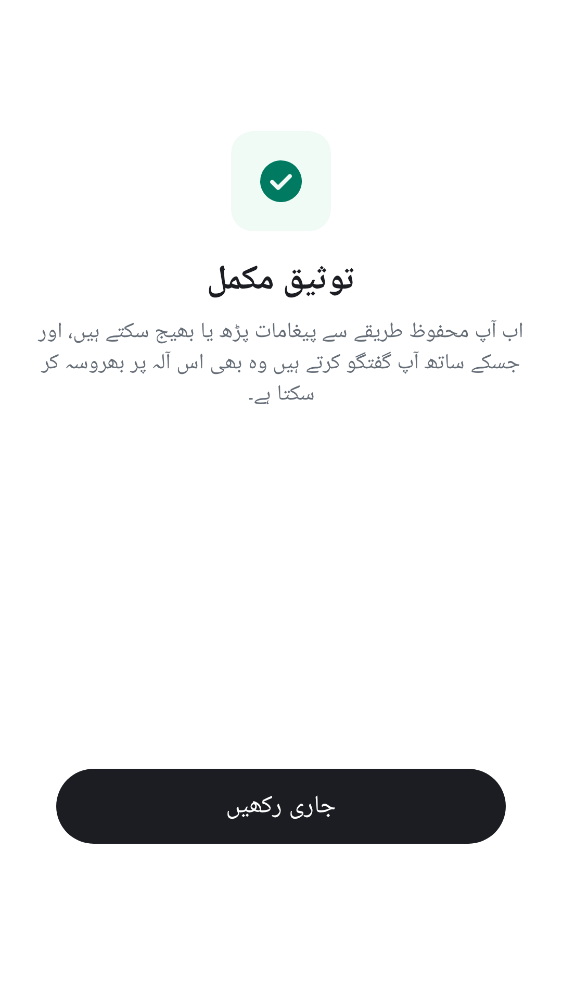 توثیق مکمل
اب آپ محفوظ طریقے سے پیغامات پڑھ یا بھیج سکتے ہیں، اور
جسکے ساتھ آپ گفتگو کرتے ہیں وہ بھی اس آلہ پر بھروسہ کر
سکتا ہے۔
جاری رکھیں